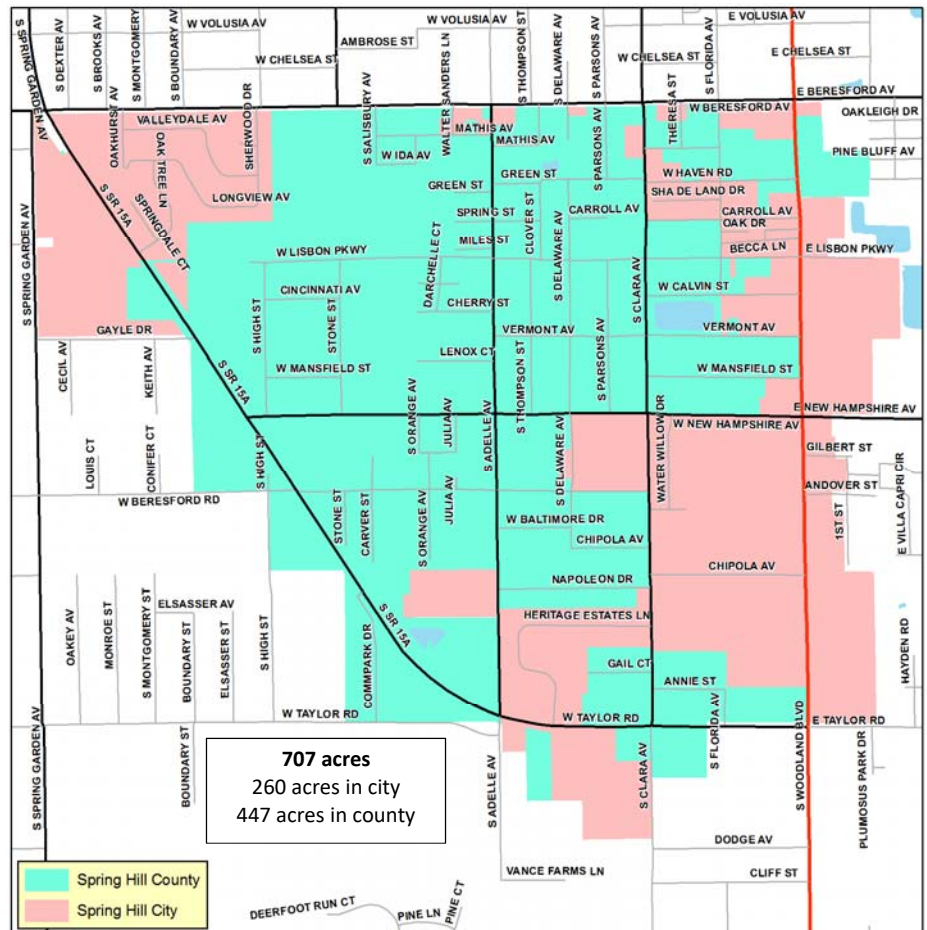 S SPRING GARDEN AV
S DEXTER AV
S BROOKS AV
S MONTGOMERY
S BOUNDARY AV
W VOLUSIA AV
AMBROSE ST
W CHELSEA ST
W VOLUSIA AV
WALTER SANDERS LN
S THOMPSON ST
S DELAWARE AV
S PARSONS AV
W CHELSEA ST
THERESA ST
S FLORIDA AV
E VOLUSIA AV
E CHELSEA ST
E BERESFORD AV
OAKHURST AV
VALLEYDALE AV
SHERWOOD DR
OAK TREE LN
LONGVIEW AV
SPRINGDALE CT
S SR 15A
S SALISBURY AV
W IDA AV
MATHIS AV
MATHIS AV
GREEN ST
GREEN ST
S PARSONS AV
W BERESFORD AV
OAKLEIGH DR
PINE BLUFF AV
W HAVEN RD
SHA DE LAND DR
SPRING ST
CLOVER ST
CARROLL AV
CARROLL AV
OAK DR
S SPRING GARDEN AV
W LISBON PKWY
MILES ST
DARCHELLE CT
S DELAWARE AV
S CLARA AV
BECCA LN
E LISBON PKWY
CINCINNATI AV
CHERRY ST
W CALVIN ST
GAYLE DR
S HIGH ST
STONE ST
VERMONT AV
VERMONT AV
CECIL AV
KEITH AV
S SR 15A
W MANSFIELD ST
LENOX CT
S THOMPSON ST
S PARSONS AV
W MANSFIELD ST
S ORANGE AV
JULIA AV
S ADELLE AV
E NEW HAMPSHIRE AV
W NEW HAMPSHIRE AV
LOUIS CT
CONIFER CT
S HIGH ST
S DELAWARE AV
WATER WILLOW DR
GILBERT ST
ANDOVER ST
E VILLA CAPRI CIR
W BERESFORD RD
STONE ST
CARVER ST
S ORANGE AV
JULIA AV
W BALTIMORE DR
CHIPOLA AV
1ST ST
CHIPOLA AV
NAPOLEON DR
OAKEY AV
MONROE ST
S MONTGOMERY ST
ELSASSER AV
BOUNDARY ST
ELSASSER ST
S HIGH ST
COMMPARK DR
S SR 15A
HERITAGE ESTATES LN
GAIL CT
ANNIE ST
HAYDEN RD
S SPRING GARDEN AV
W TAYLOR RD
W TAYLOR RD
S FLORIDA AV
S WOODLAND BLVD
E TAYLOR RD
BOUNDARY ST
S ADELLE AV
S CLARA AV
PLUMOSUS PARK DR
707 acres
260 acres in city
447 acres in county
DODGE AV
VANCE FARMS LN
CLIFF ST
Spring Hill County
Spring Hill City
DEERFOOT RUN CT
PINE LN
PINE CT